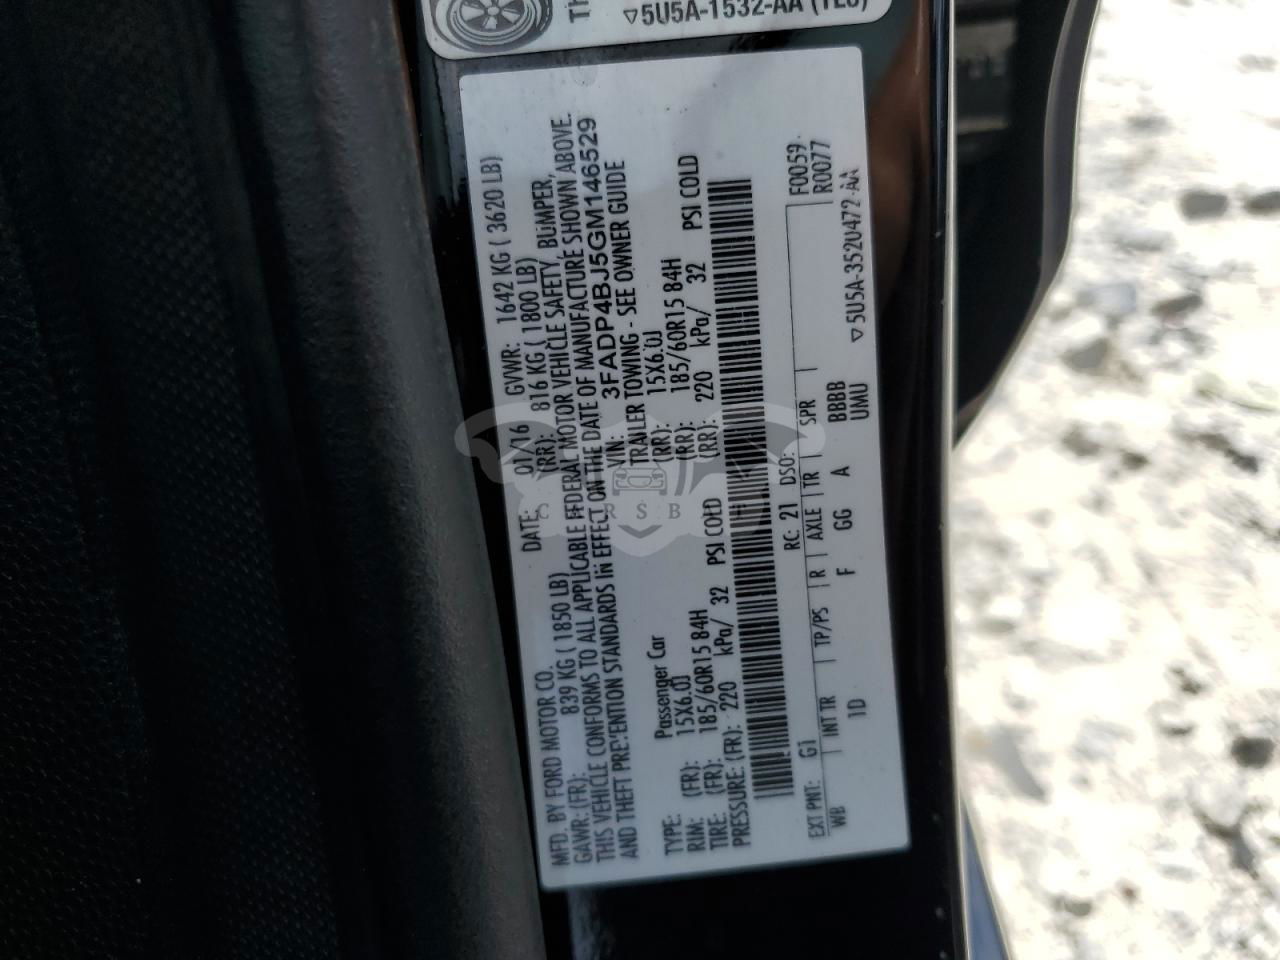 5U5A-1532-AA
MFD. BY FORD MOTOR CO. DATE: 01/16 GVWR: 1642 KG ( 3620 LB)
GAWR: (FR): 839 KG ( 1850 LB) (RR): 816 KG ( 1800 LB)
THIS VEHICLE CONFORMS TO ALL APPLICABLE FEDERAL MOTOR VEHICLE SAFETY, BUMPER,
AND THEFT PREVENTION STANDARDS IN EFFECT ON THE DATE OF MANUFACTURE SHOWN ABOVE.
VIN: 3FADP4BJ5GM146529
TYPE: Passenger Car TRAILER TOWING - SEE OWNER GUIDE
RIM: (FR): 15X6.0J (RR): 15X6.0J
TIRE: (FR): 185/60R15 84H (RR): 185/60R15 84H
PRESSURE: (FR): 220 kPa/ 32 PSI COLD (RR): 220 kPa/ 32 PSI COLD
F0059
R0077
EXT PNT: G1 RC: 21 DSO:
WB INT TR TP/PS R AXLE TR SPR
1D F GG A BBBB
UMU
▽5U5A-3520472-AA
CARSB